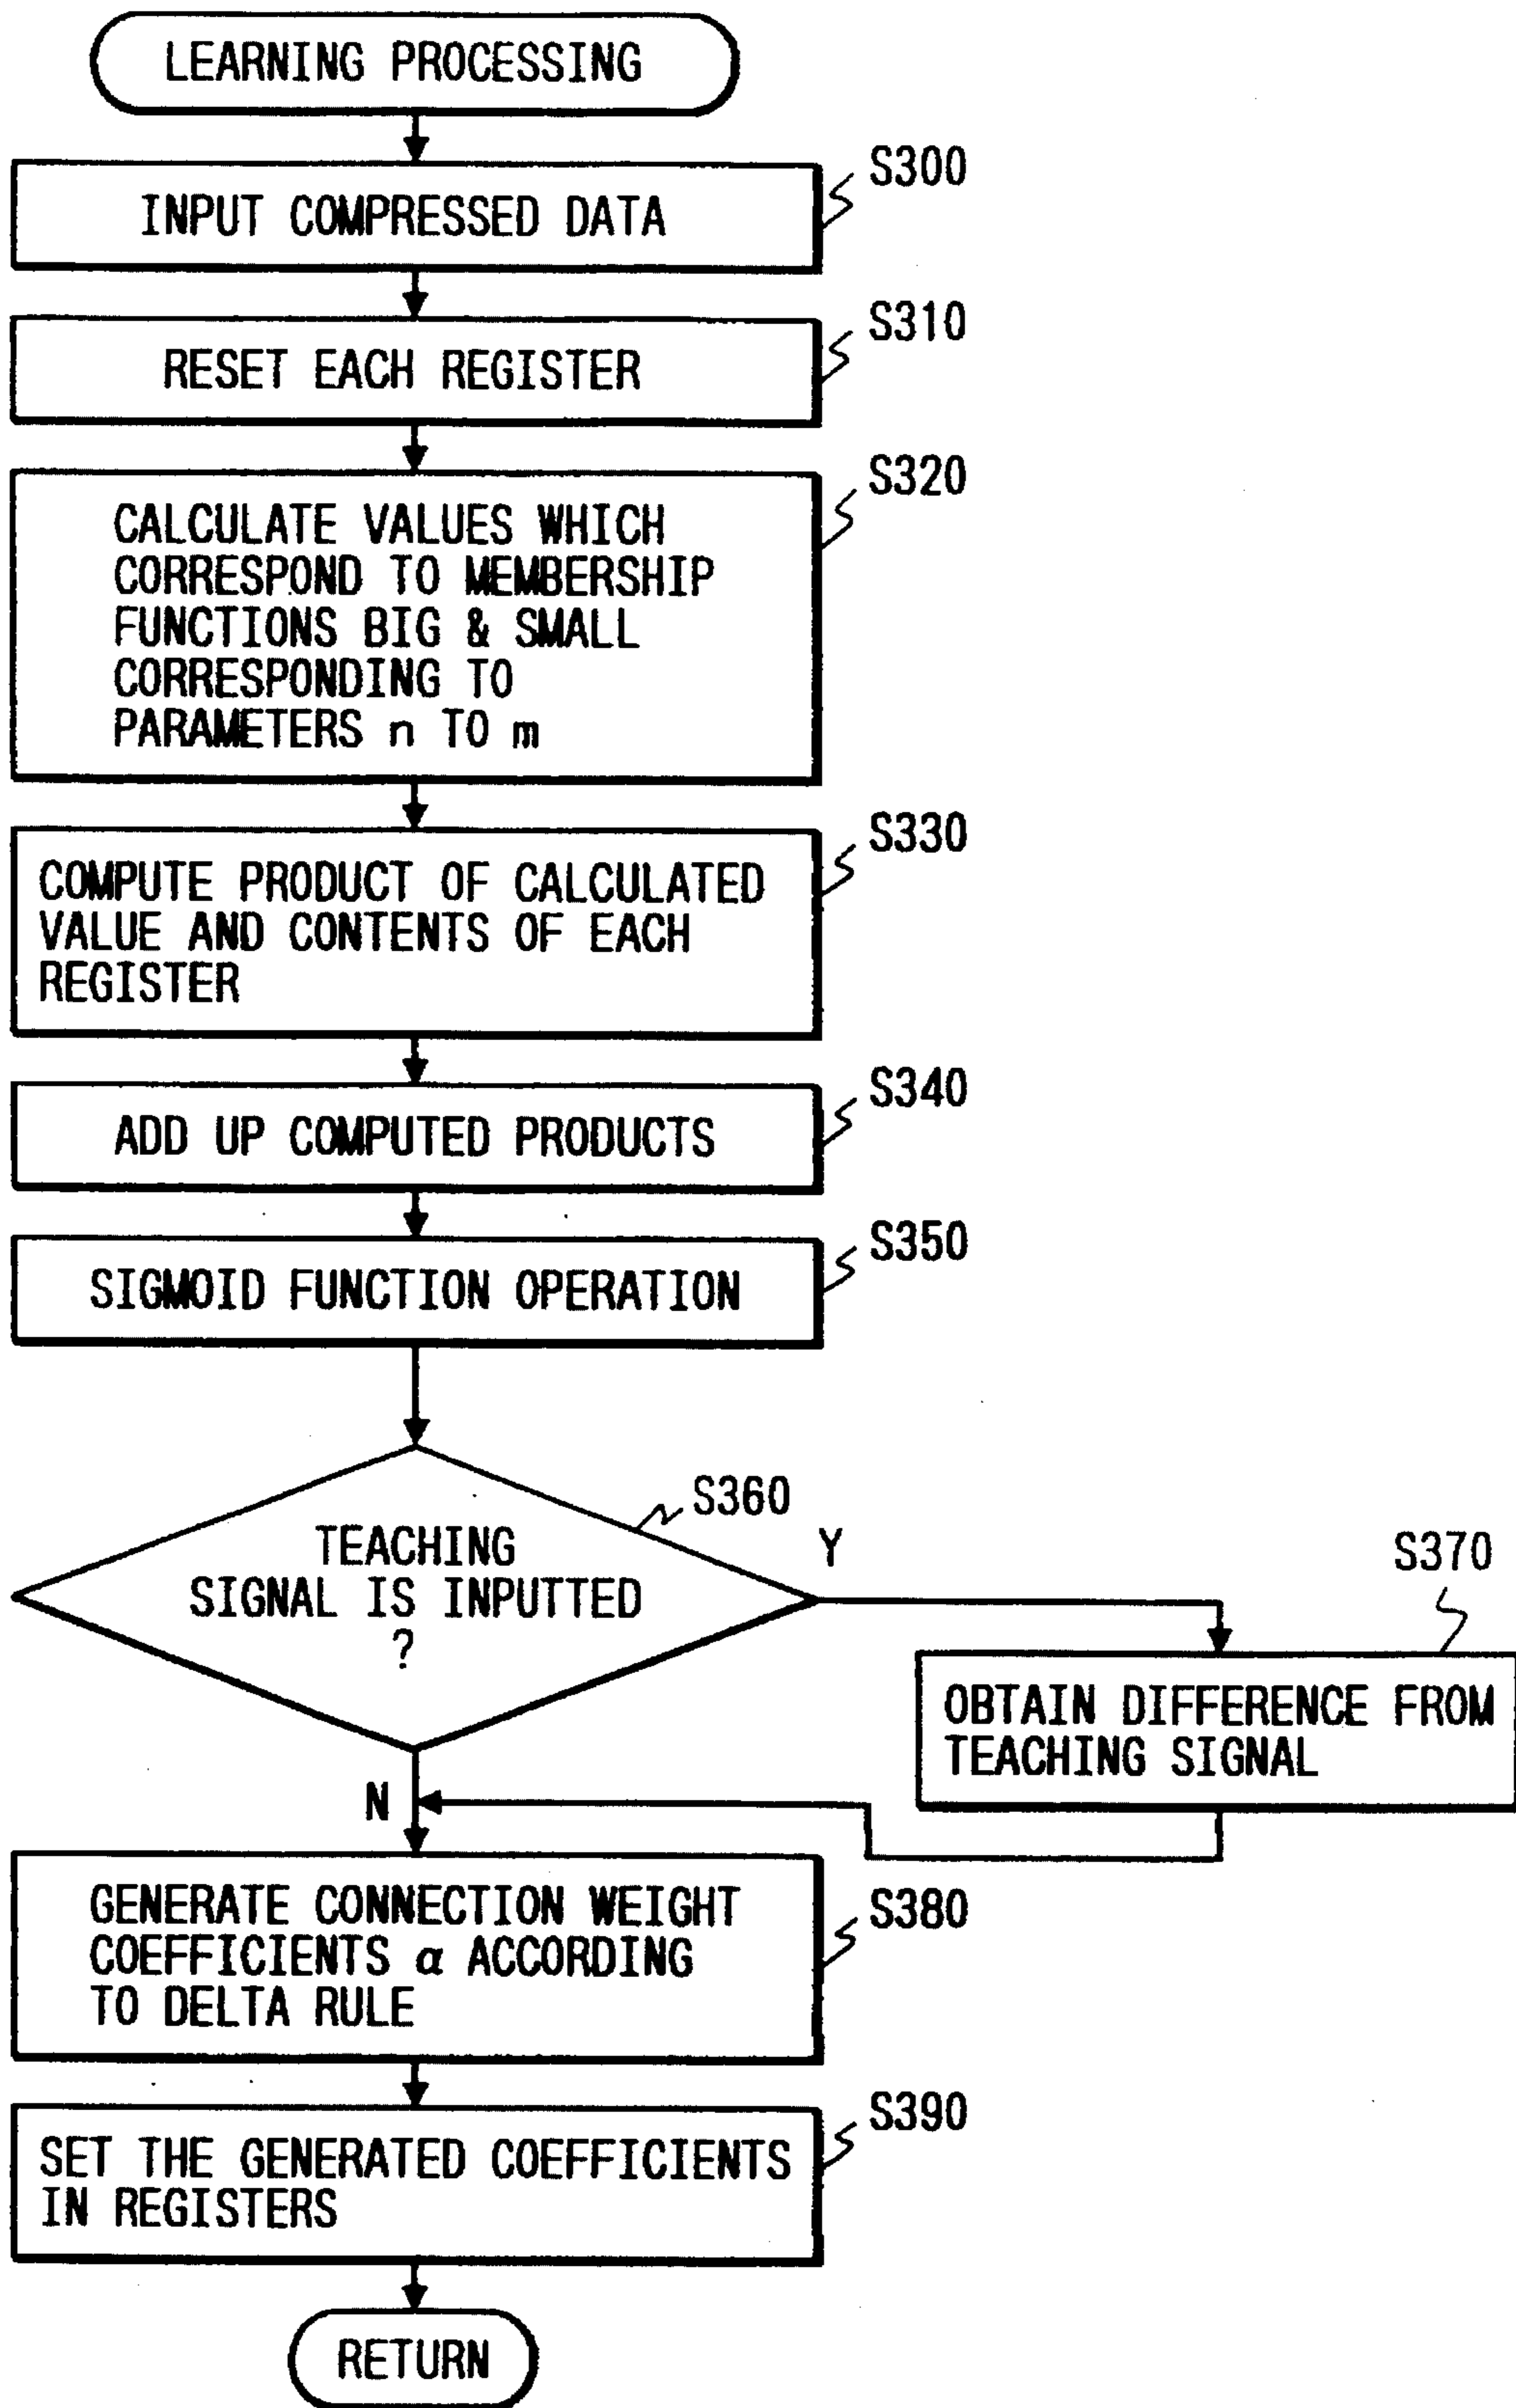 LEARNING PROCESSING
S300
INPUT COMPRESSED DATA
S310
RESET EACH REGISTER
S320
CALCULATE VALUES WHICH
CORRESPOND TO MEMBERSHIP
FUNCTIONS BIG & SMALL
CORRESPONDING TO
PARAMETERS n TO m
S330
COMPUTE PRODUCT OF CALCULATED
VALUE AND CONTENTS OF EACH
REGISTER
S340
ADD UP COMPUTED PRODUCTS
S350
SIGMOID FUNCTION OPERATION
S360
TEACHING
SIGNAL IS INPUTTED
?
Y
S370
OBTAIN DIFFERENCE FROM
TEACHING SIGNAL
N
S380
GENERATE CONNECTION WEIGHT
COEFFICIENTS α ACCORDING
TO DELTA RULE
S390
SET THE GENERATED COEFFICIENTS
IN REGISTERS
RETURN